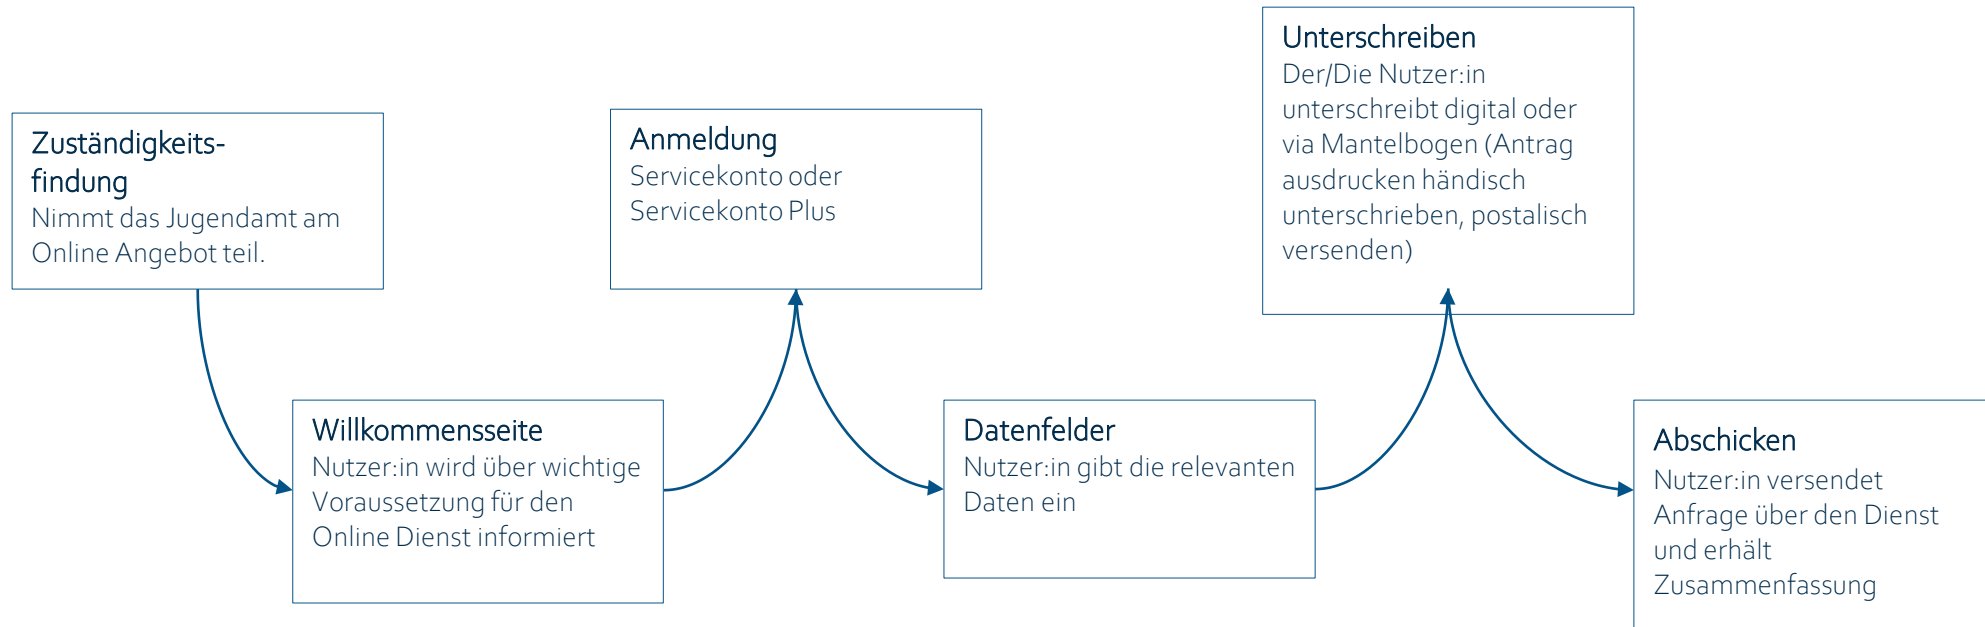 Zuständigkeits-
findung
Nimmt das Jugendamt am
Online Angebot teil.
Willkommensseite
Nutzer:in wird über wichtige
Voraussetzung für den
Online Dienst informiert
Anmeldung
Servicekonto oder
Servicekonto Plus
Datenfelder
Nutzer:in gibt die relevanten
Daten ein
Unterschreiben
Der/Die Nutzer:in
unterschreibt digital oder
via Mantelbogen (Antrag
ausdrucken händisch
unterschrieben, postalisch
versenden)
Abschicken
Nutzer:in versendet
Anfrage über den Dienst
und erhält
Zusammenfassung